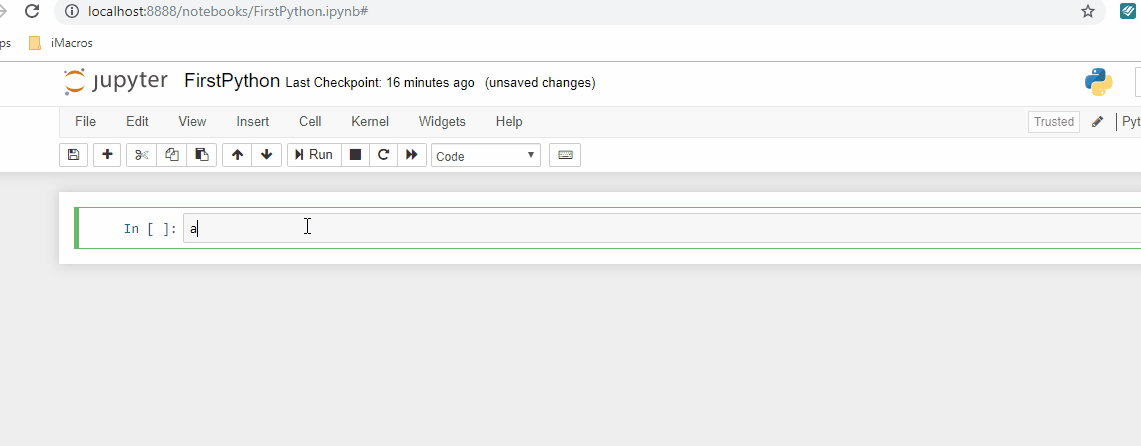 localhost:8888/notebooks/FirstPython.ipynb#
ps iMacros
jupyter FirstPython Last Checkpoint: 16 minutes ago (unsaved changes)
File Edit View Insert Cell Kernel Widgets Help Trusted Pyt
Run Code
In [ ]: a